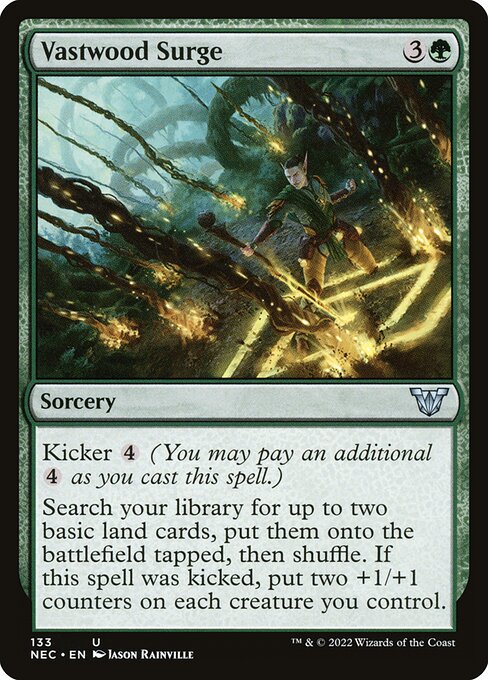 Vastwood Surge 3
Sorcery
Kicker 4 (You may pay an additional
4 as you cast this spell.)
Search your library for up to two
basic land cards, put them onto the
battlefield tapped, then shuffle. If
this spell was kicked, put two +1/+1
counters on each creature you control.
133 U
NEC • EN Jason Rainville
™ & © 2022 Wizards of the Coast